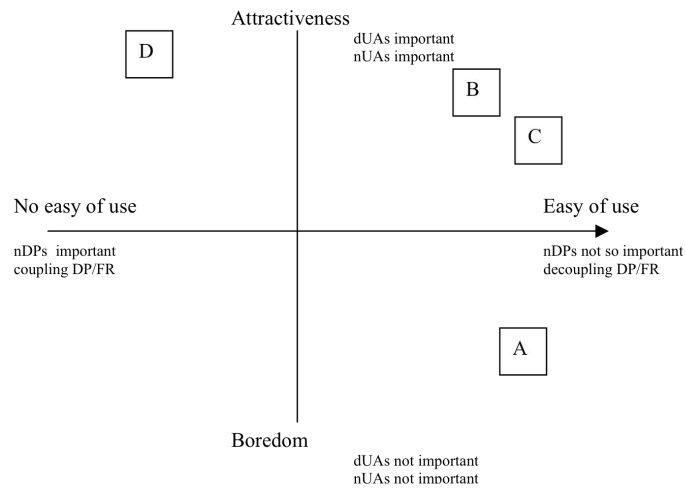 Attractiveness
dUAs important
nUAs important
D
B
C
No easy of use
Easy of use
nDPs important
coupling DP/FR
nDPs not so important
decoupling DP/FR
A
Boredom
dUAs not important
nUAs not important